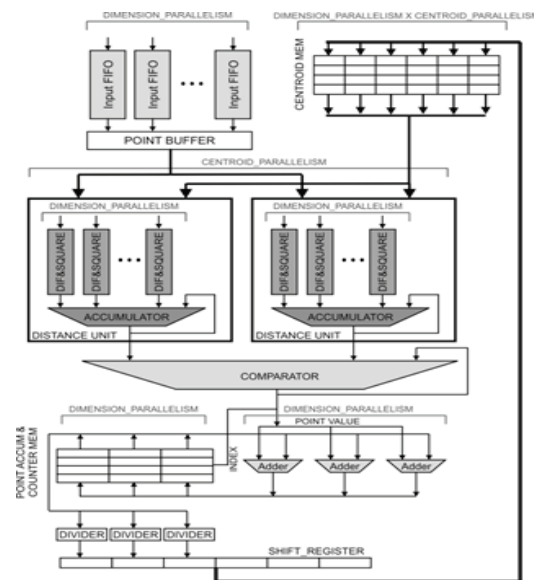 DIMENSION_PARALLELISM
DIMENSION_PARALLELISM X CENTROID_PARALLELISM
Input FIFO
Input FIFO
Input FIFO
CENTROID MEM
POINT BUFFER
CENTROID_PARALLELISM
DIMENSION_PARALLELISM
DIMENSION_PARALLELISM
DIF&SQUARE
DIF&SQUARE
DIF&SQUARE
DIF&SQUARE
DIF&SQUARE
DIF&SQUARE
ACCUMULATOR
ACCUMULATOR
DISTANCE UNIT
DISTANCE UNIT
COMPARATOR
DIMENSION_PARALLELISM
DIMENSION_PARALLELISM
POINT VALUE
POINT ACCUM &
COUNTER MEM
INDEX
Adder
Adder
Adder
DIVIDER
DIVIDER
DIVIDER
SHIFT_REGISTER